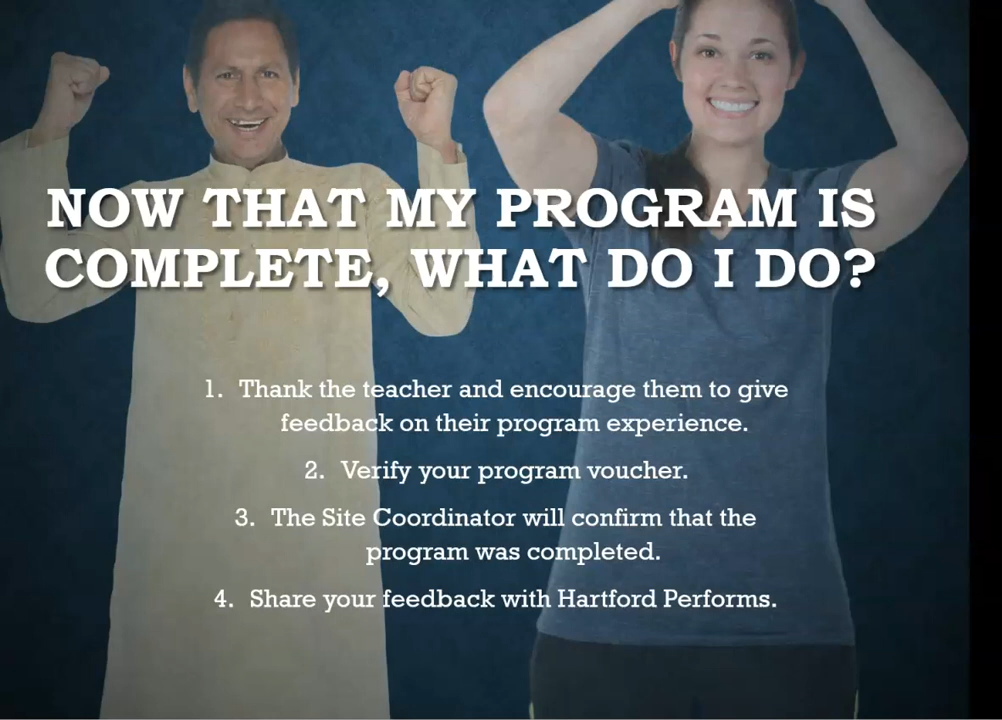 NOW THAT MY PROGRAM IS
COMPLETE, WHAT DO I DO?
1. Thank the teacher and encourage them to give
feedback on their program experience.
2. Verify your program voucher.
3. The Site Coordinator will confirm that the
program was completed.
4. Share your feedback with Hartford Performs.